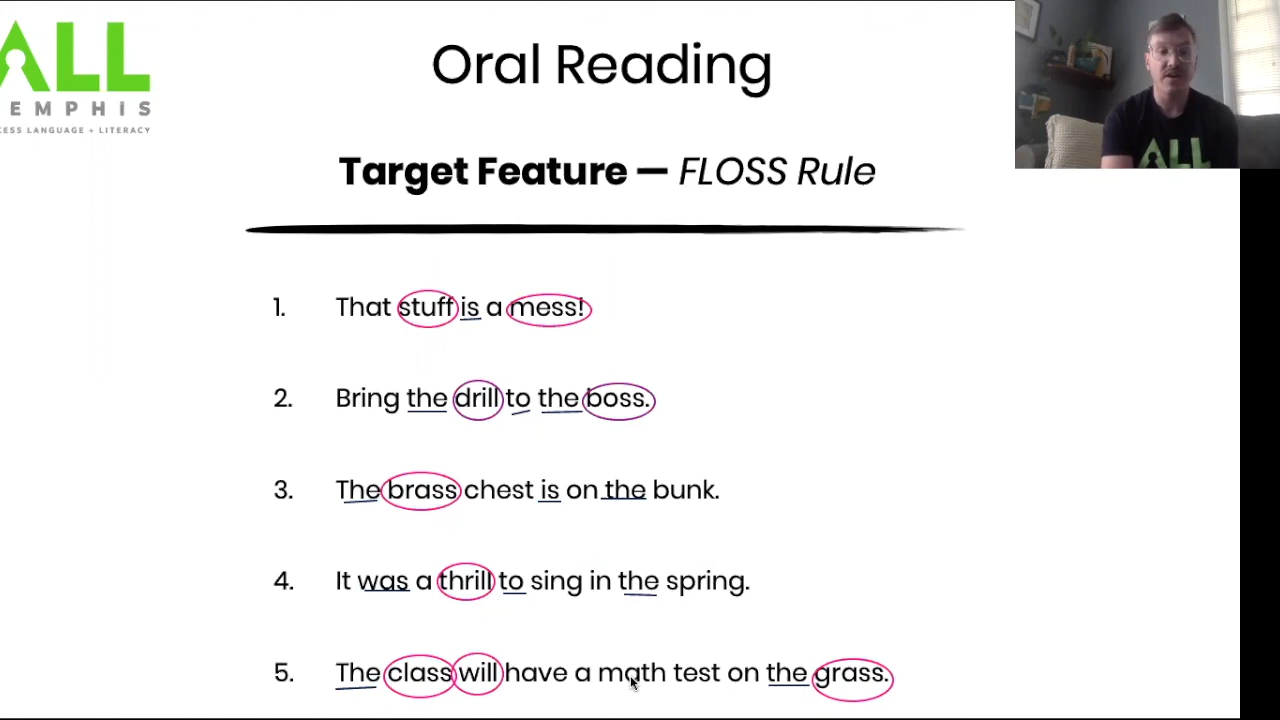 ALL
EMPHIS
CESS LANGUAGE + LITERACY
Oral Reading
Target Feature — FLOSS Rule
1. That stuff is a mess!
2. Bring the drill to the boss.
3. The brass chest is on the bunk.
4. It was a thrill to sing in the spring.
5. The class will have a math test on the grass.
ALL